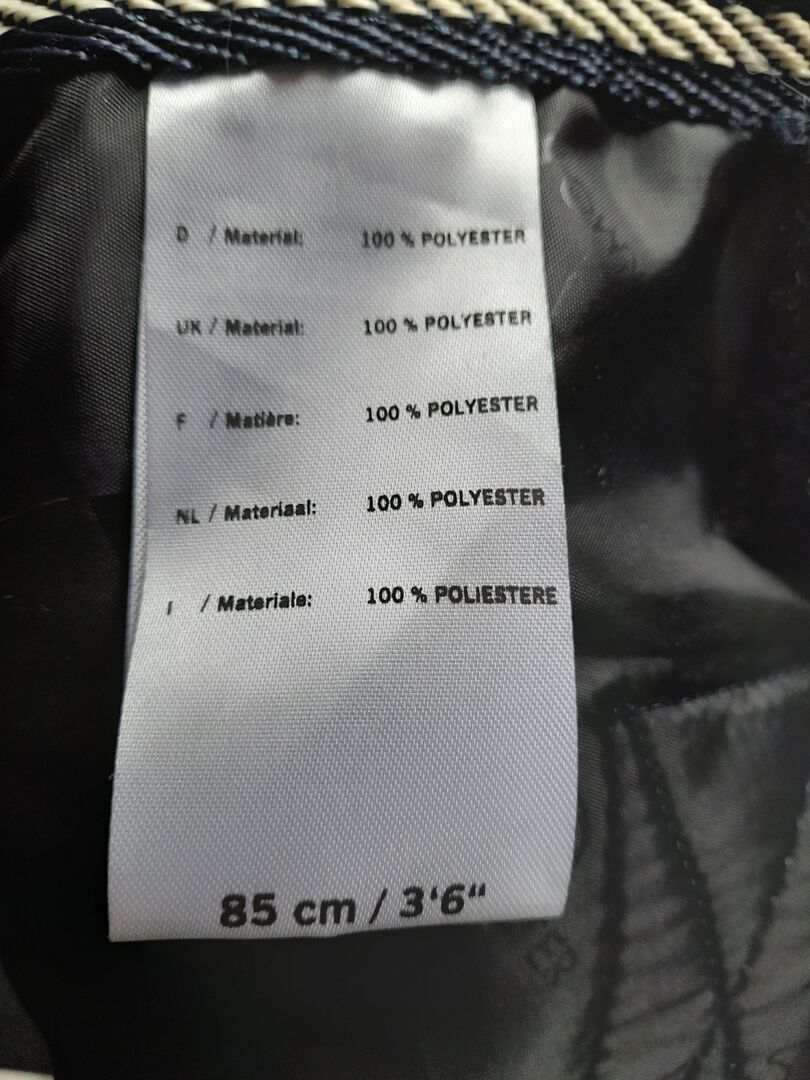 D / Material: 100 % POLYESTER
UK / Material: 100 % POLYESTER
F / Matière: 100 % POLYESTER
NL / Materiaal: 100 % POLYESTER
I / Materiale: 100 % POLIESTERE
85 cm / 3'6"